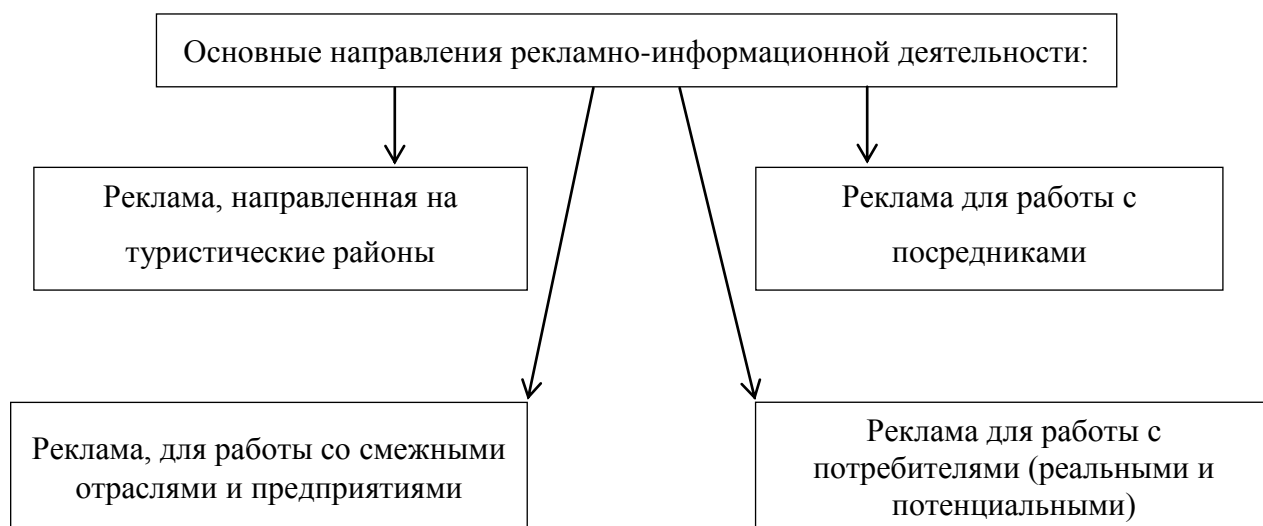 Основные направления рекламно-информационной деятельности:
Реклама, направленная на
туристические районы
Реклама для работы с
посредниками
Реклама, для работы со смежными
отраслями и предприятиями
Реклама для работы с
потребителями (реальными и
потенциальными)